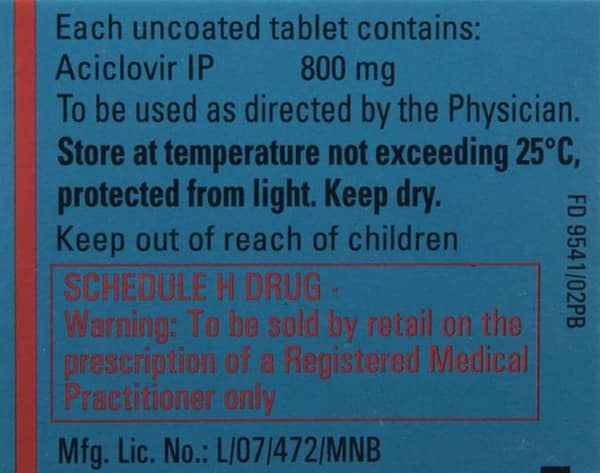 Each uncoated tablet contains:
Aciclovir IP 800 mg
To be used as directed by the Physician.
Store at temperature not exceeding 25°C,
protected from light. Keep dry.
Keep out of reach of children
SCHEDULE H DRUG -
Warning: To be sold by retail on the
prescription of a Registered Medical
Practitioner only
Mfg. Lic. No.: L/07/472/MNB
FD 9541/02PB